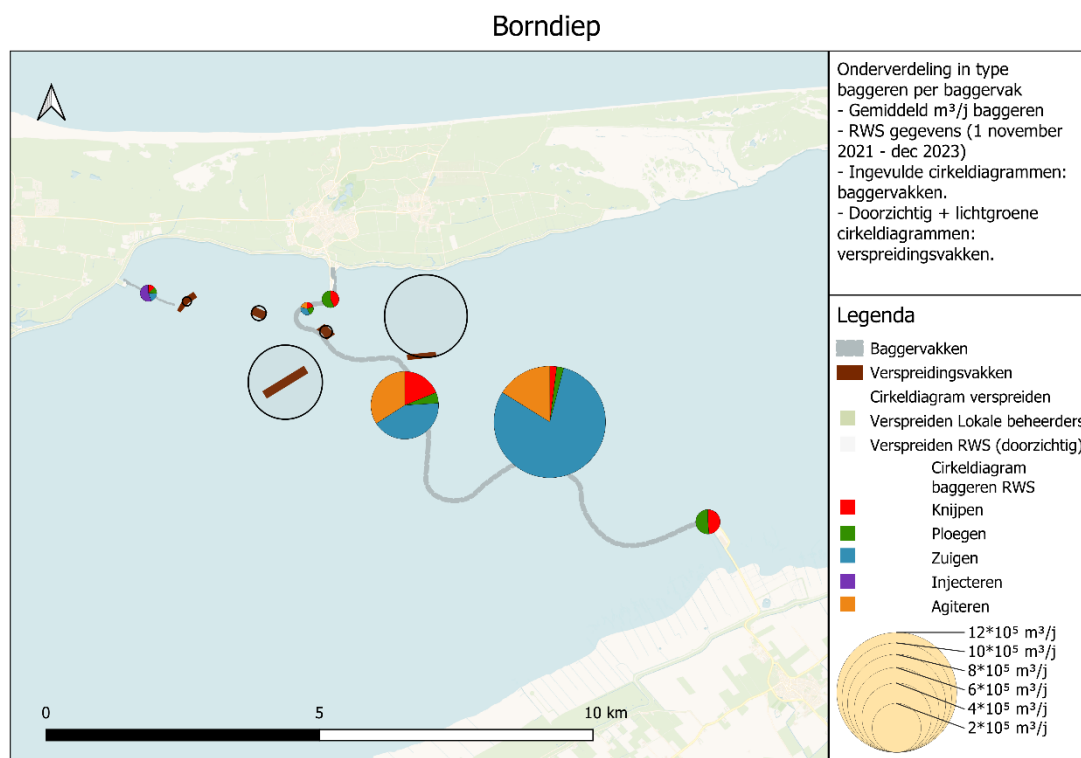 Borndiep
Onderverdeling in type
baggeren per baggervak
- Gemiddeld m³/j baggeren
- RWS gegevens (1 november
2021 - dec 2023)
- Ingevulde cirkeldiagrammen:
baggervakken.
- Doorzichtig + lichtgroene
cirkeldiagrammen:
verspreidingsvakken.
Legenda
Baggervakken
Verspreidingsvakken
Cirkeldiagram verspreiden
Verspreiden Lokale beheerders
Verspreiden RWS (doorzichtig)
Cirkeldiagram
baggeren RWS
Knijpen
Ploegen
Zuigen
Injecteren
Agiteren
12*10⁵ m³/j
10*10⁵ m³/j
8*10⁵ m³/j
6*10⁵ m³/j
4*10⁵ m³/j
2*10⁵ m³/j
0 5 10 km